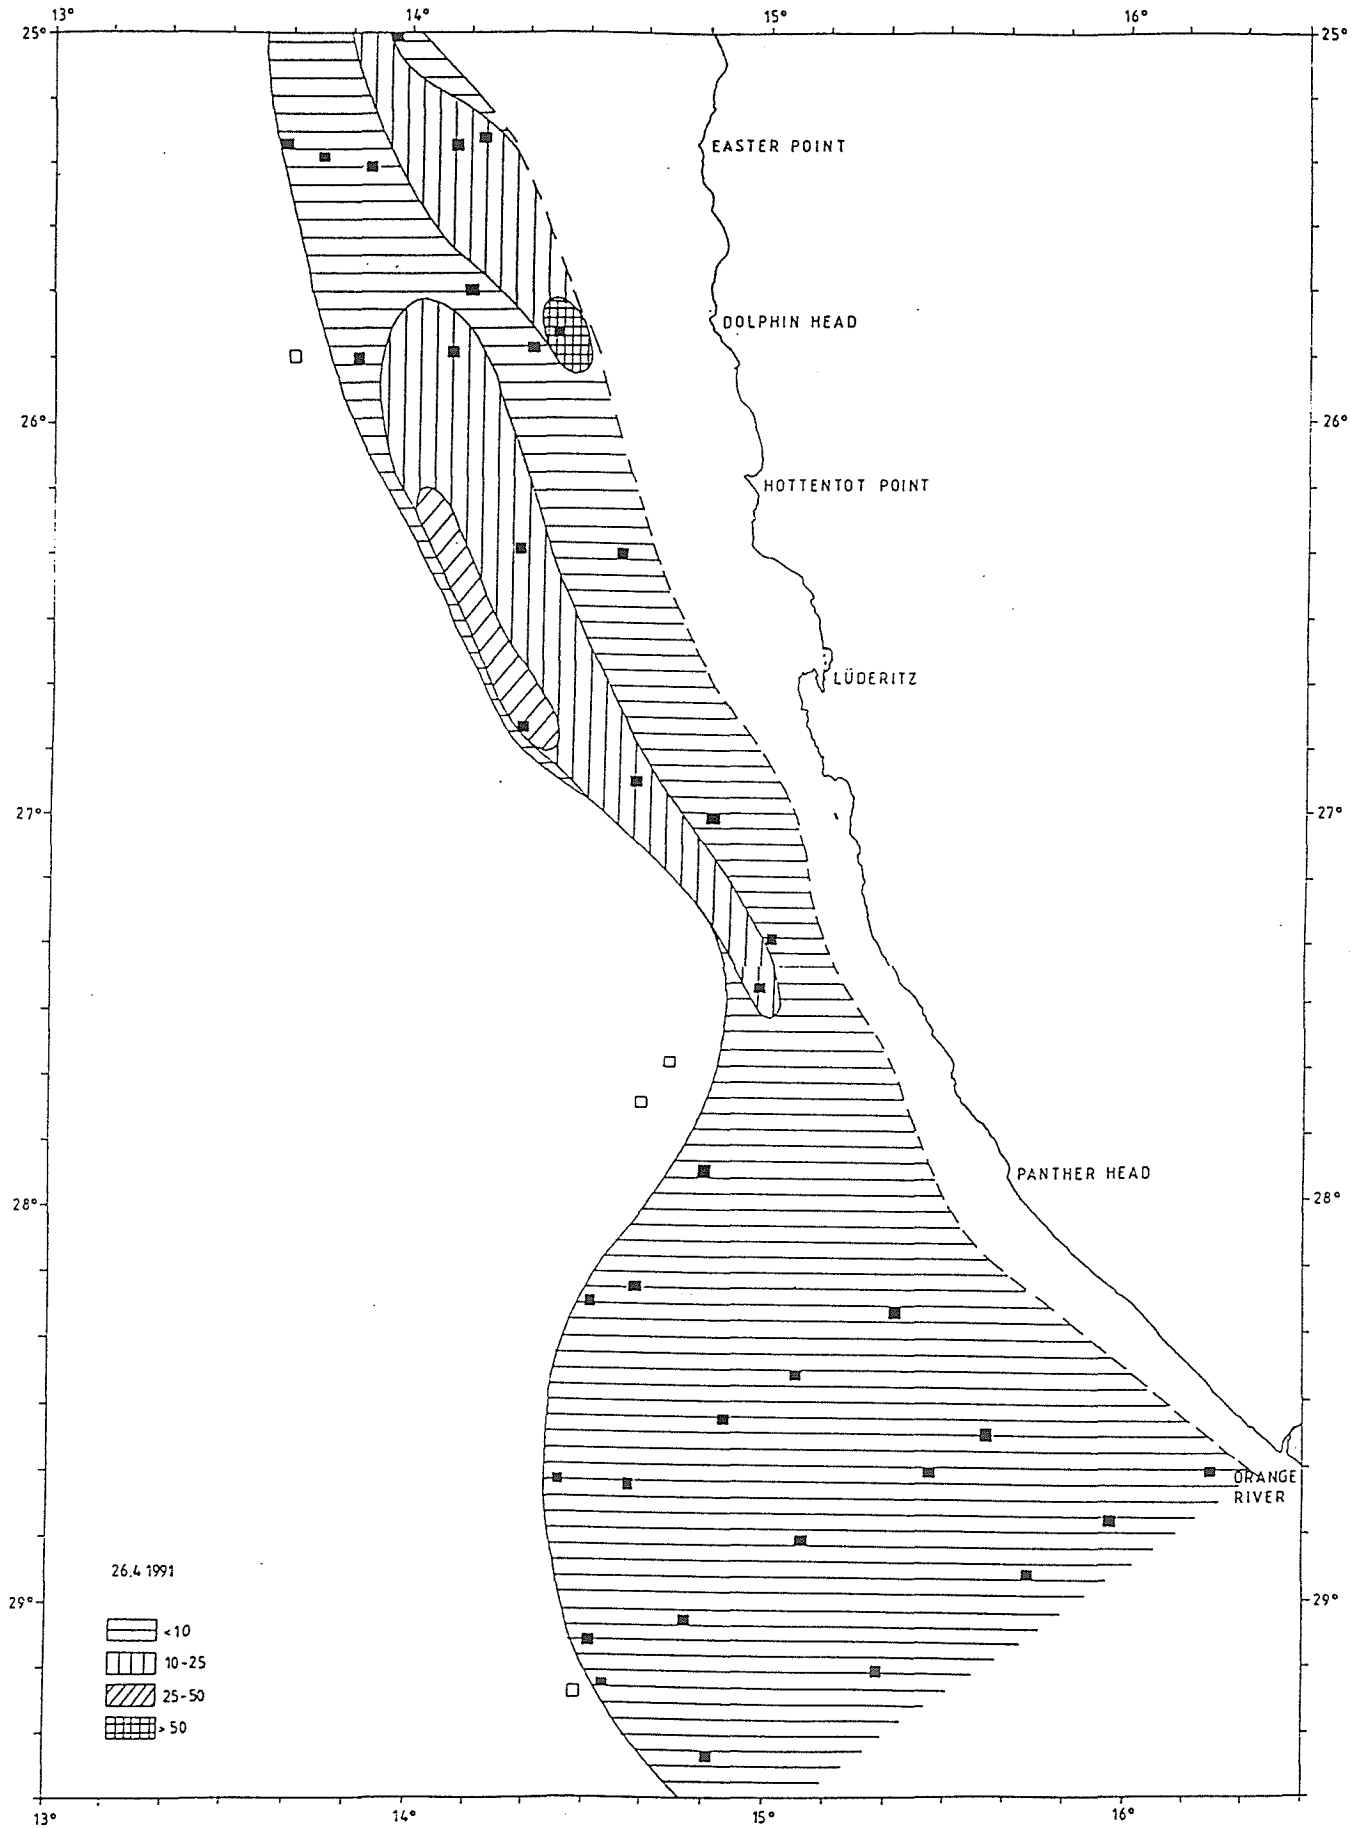 13° 14° 15° 16°
25° 25°
EASTER POINT
DOLPHIN HEAD
26° 26°
HOTTENTOT POINT
LÜDERITZ
27° 27°
PANTHER HEAD
28° 28°
ORANGE
RIVER
26.4 1991
29° 29°
<10
10-25
25-50
>50
13° 14° 15° 16°